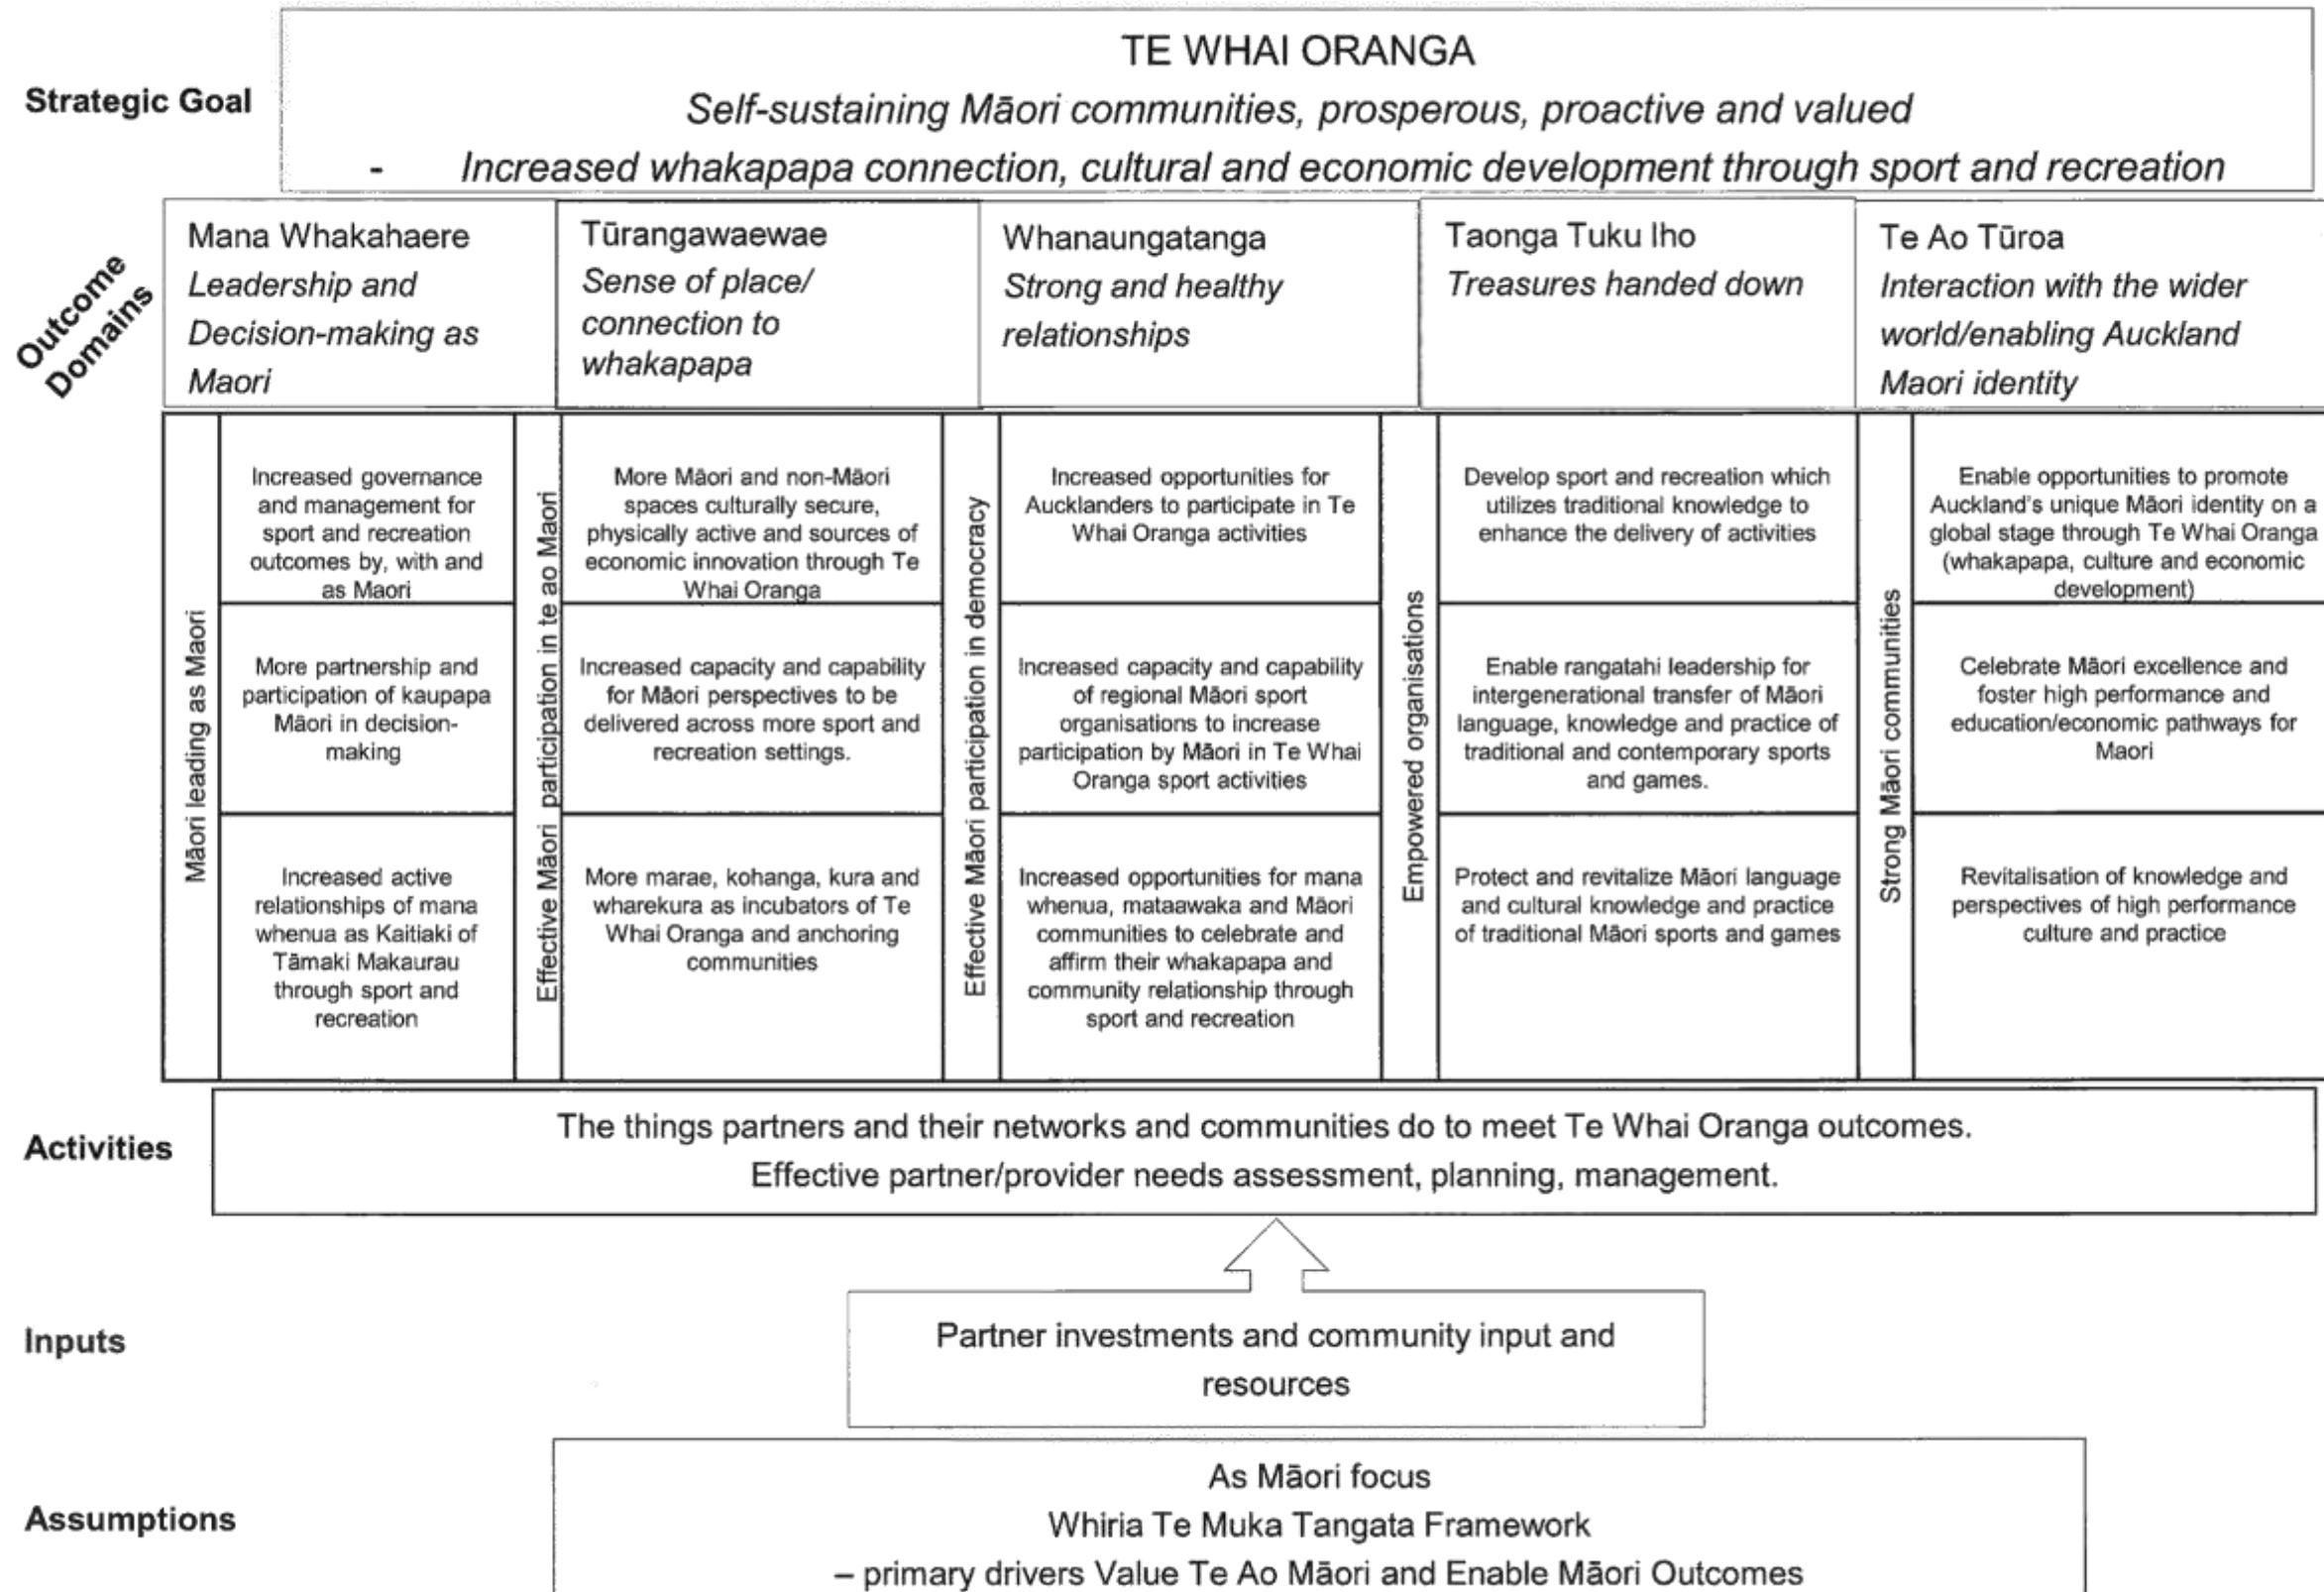 TE WHAI ORANGA
Strategic Goal
Self-sustaining Māori communities, prosperous, proactive and valued
- Increased whakapapa connection, cultural and economic development through sport and recreation
Outcome
Domains
Mana Whakahaere
Leadership and
Decision-making as
Maori
Tūrangawaewae
Sense of place/
connection to
whakapapa
Whanaungatanga
Strong and healthy
relationships
Taonga Tuku Iho
Treasures handed down
Te Ao Tūroa
Interaction with the wider
world/enabling Auckland
Maori identity
Māori leading as Maori
Increased governance
and management for
sport and recreation
outcomes by, with and
as Maori
More partnership and
participation of kaupapa
Māori in decision-
making
Increased active
relationships of mana
whenua as Kaitiaki of
Tāmaki Makaurau
through sport and
recreation
Effective Māori participation in te ao Maori
More Māori and non-Māori
spaces culturally secure,
physically active and sources of
economic innovation through Te
Whai Oranga
Increased capacity and capability
for Māori perspectives to be
delivered across more sport and
recreation settings.
More marae, kohanga, kura and
wharekura as incubators of Te
Whai Oranga and anchoring
communities
Effective Māori participation in democracy
Increased opportunities for
Aucklanders to participate in Te
Whai Oranga activities
Increased capacity and capability
of regional Māori sport
organisations to increase
participation by Māori in Te Whai
Oranga sport activities
Increased opportunities for mana
whenua, mataawaka and Māori
communities to celebrate and
affirm their whakapapa and
community relationship through
sport and recreation
Empowered organisations
Develop sport and recreation which
utilizes traditional knowledge to
enhance the delivery of activities
Enable rangatahi leadership for
intergenerational transfer of Māori
language, knowledge and practice of
traditional and contemporary sports
and games.
Protect and revitalize Māori language
and cultural knowledge and practice
of traditional Māori sports and games
Strong Māori communities
Enable opportunities to promote
Auckland's unique Māori identity on a
global stage through Te Whai Oranga
(whakapapa, culture and economic
development)
Celebrate Māori excellence and
foster high performance and
education/economic pathways for
Maori
Revitalisation of knowledge and
perspectives of high performance
culture and practice
Activities
The things partners and their networks and communities do to meet Te Whai Oranga outcomes.
Effective partner/provider needs assessment, planning, management.
Inputs
Partner investments and community input and
resources
Assumptions
As Māori focus
Whiria Te Muka Tangata Framework
– primary drivers Value Te Ao Māori and Enable Māori Outcomes